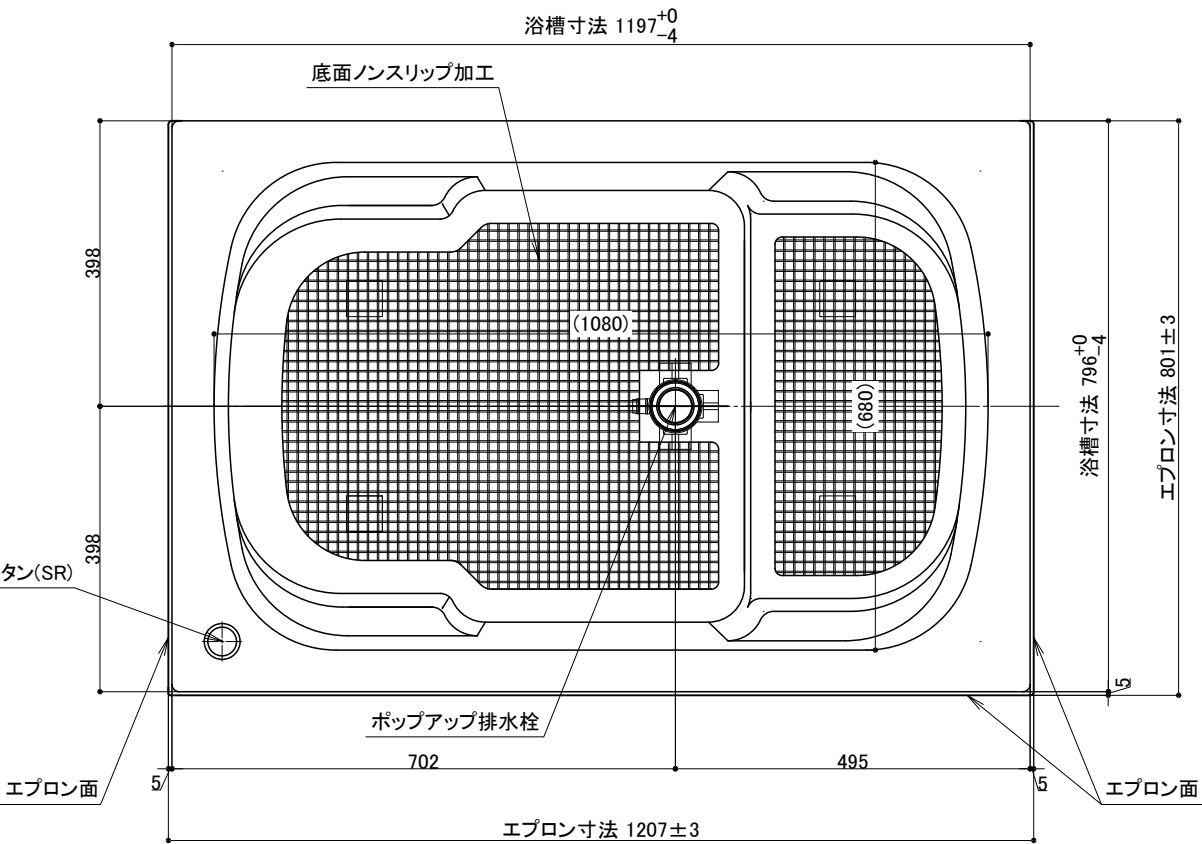 浴槽寸法 1197+0-4
底面ノンスリップ加工
398
(1080)
(680)
浴槽寸法 796+0-4
エプロン寸法 801±3
398
タン(SR)
5
ポップアップ排水栓
702
495
5
5
エプロン面
エプロン面
エプロン寸法 1207±3